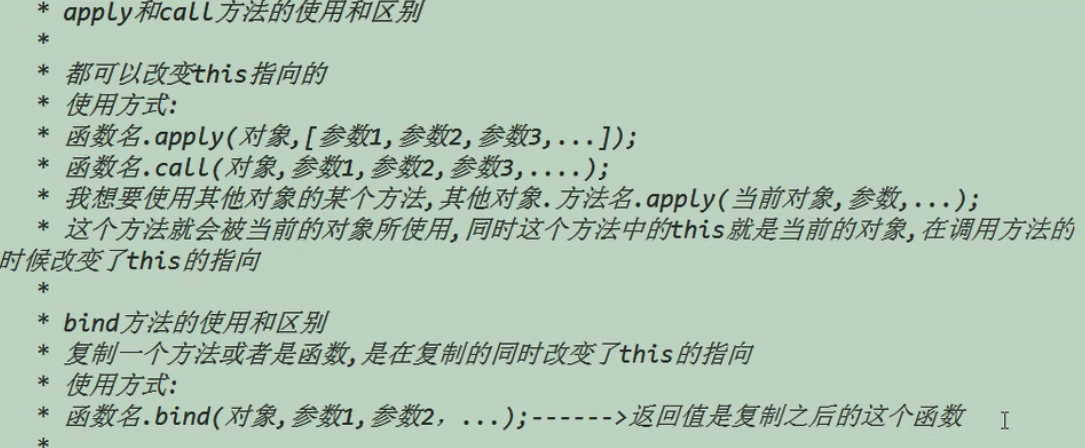 * apply和call方法的使用和区别
*
* 都可以改变this指向的
* 使用方式:
* 函数名.apply(对象,[参数1,参数2,参数3,...]);
* 函数名.call(对象,参数1,参数2,参数3,....);
* 我想要使用其他对象的某个方法,其他对象.方法名.apply(当前对象,参数,...);
* 这个方法就会被当前的对象所使用,同时这个方法中的this就是当前的对象,在调用方法的
时候改变了this的指向
*
* bind方法的使用和区别
* 复制一个方法或者是函数,是在复制的同时改变了this的指向
* 使用方式:
* 函数名.bind(对象,参数1,参数2, ...);------>返回值是复制之后的这个函数
*